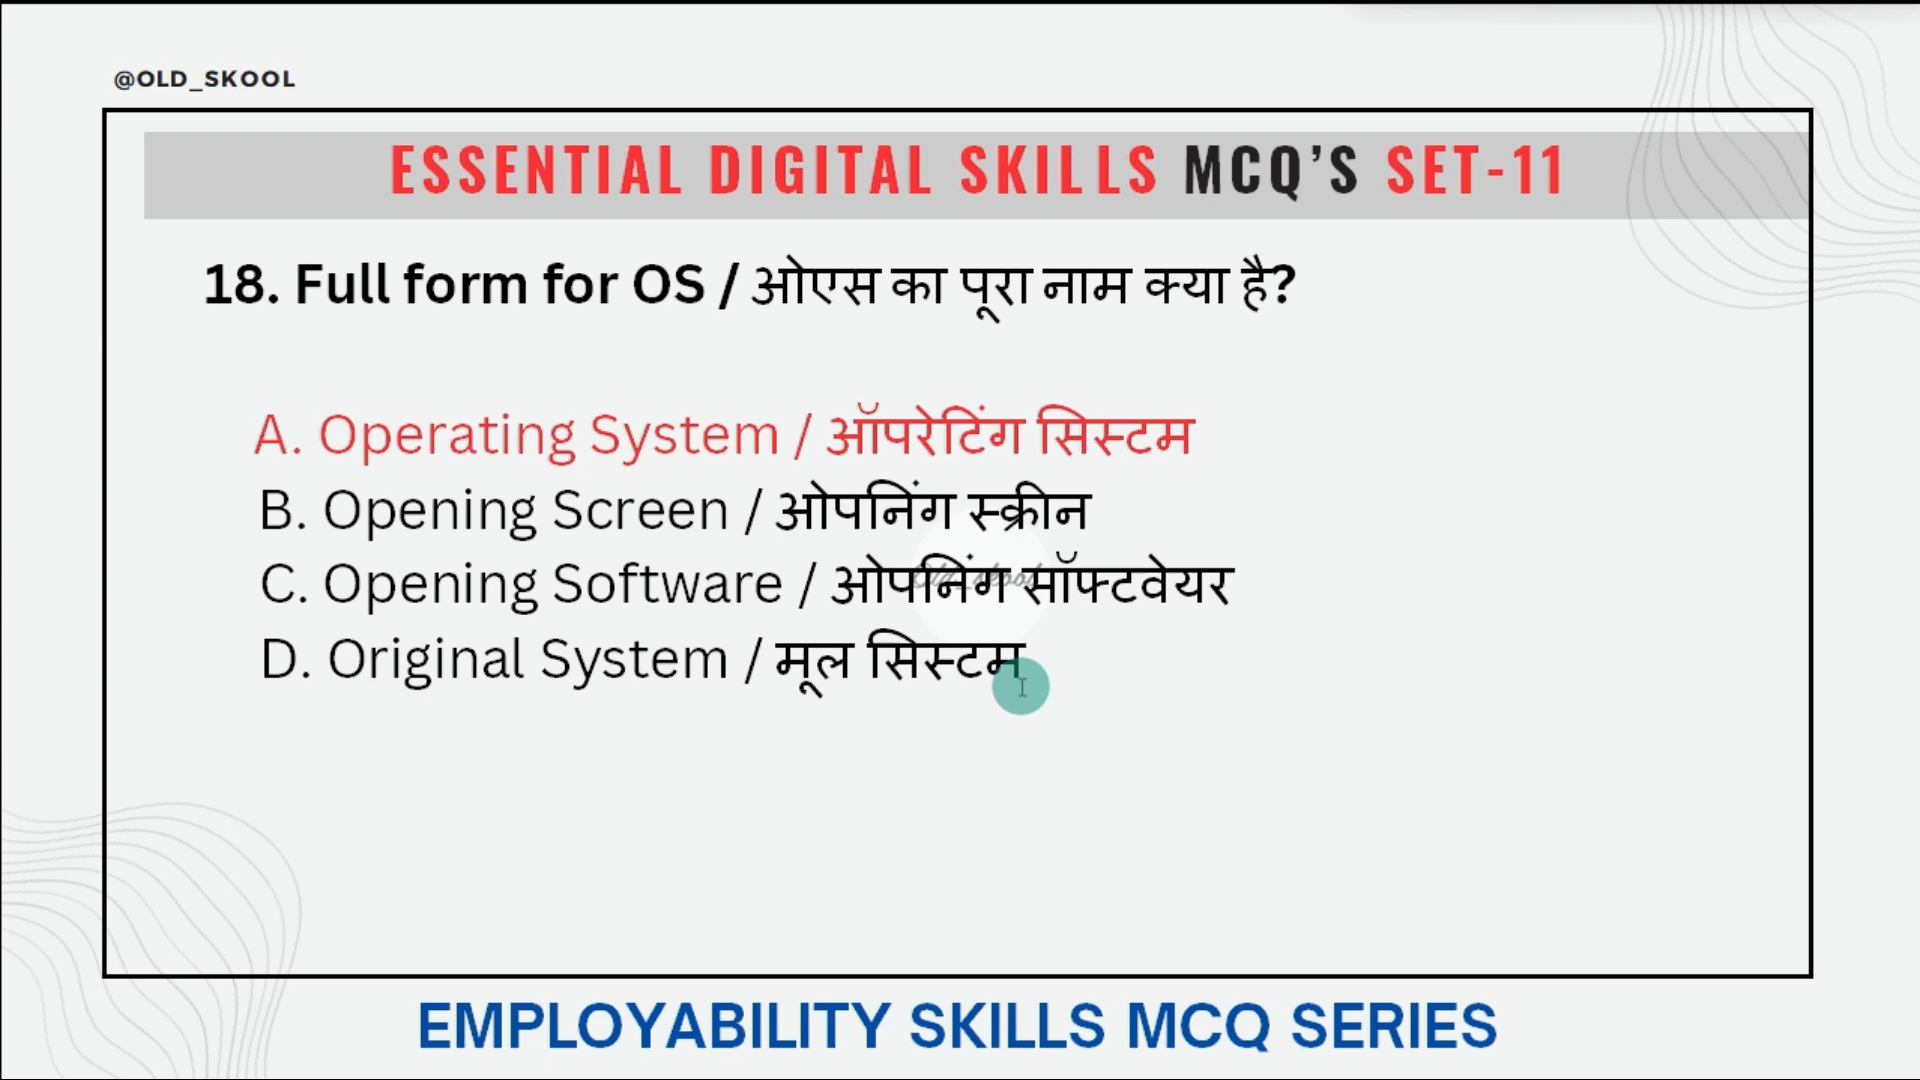 @OLD_SKOOL
ESSENTIAL DIGITAL SKILLS MCQ’S SET-11
18. Full form for OS / ओएस का पूरा नाम क्या है?
A. Operating System / ऑपरेटिंग सिस्टम
B. Opening Screen / ओपनिंग स्क्रीन
C. Opening Software / ओपनिंग सॉफ्टवेयर
D. Original System / मूल सिस्टम
EMPLOYABILITY SKILLS MCQ SERIES